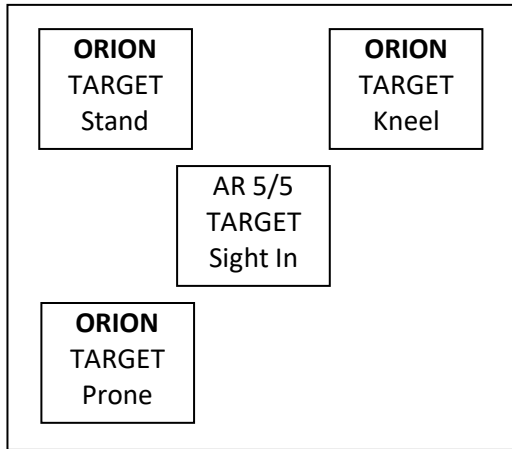 ORION
TARGET
Stand
ORION
TARGET
Kneel
AR 5/5
TARGET
Sight In
ORION
TARGET
Prone